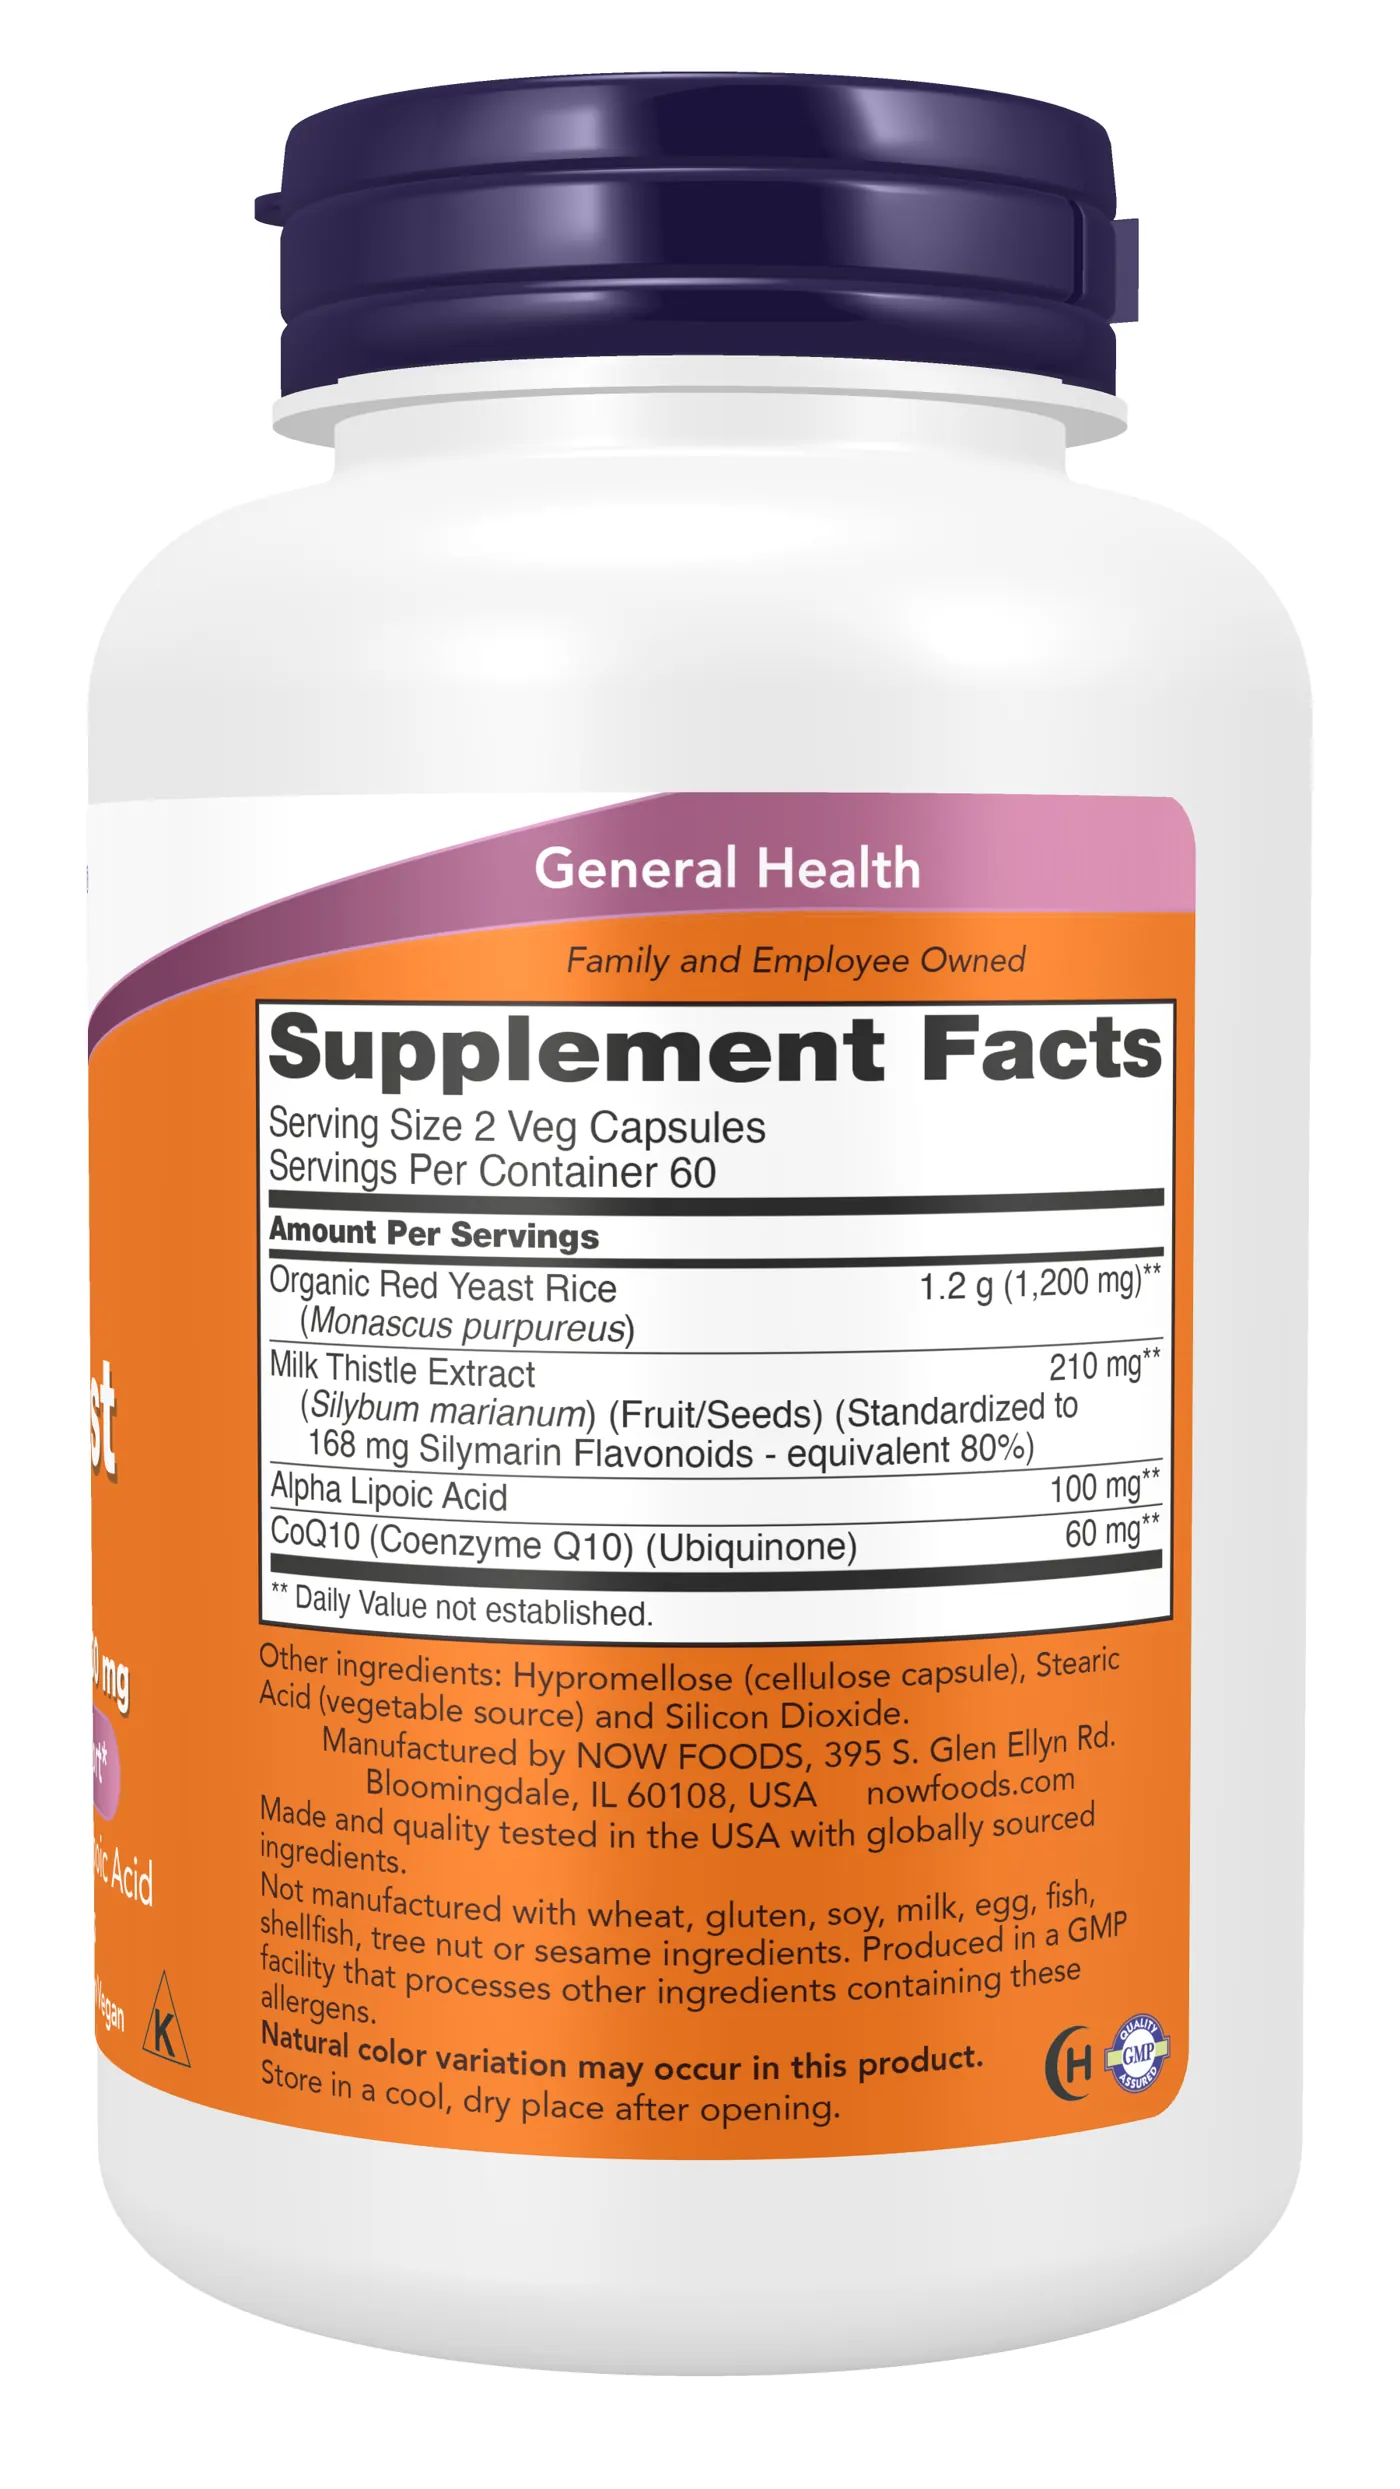 General Health
Family and Employee Owned
Supplement Facts
Serving Size 2 Veg Capsules
Servings Per Container 60
Amount Per Servings
Organic Red Yeast Rice 1.2 g (1,200 mg)**
(Monascus purpureus)
Milk Thistle Extract 210 mg**
(Silybum marianum) (Fruit/Seeds) (Standardized to
168 mg Silymarin Flavonoids - equivalent 80%)
Alpha Lipoic Acid 100 mg**
CoQ10 (Coenzyme Q10) (Ubiquinone) 60 mg**
** Daily Value not established.
Other ingredients: Hypromellose (cellulose capsule), Stearic
Acid (vegetable source) and Silicon Dioxide.
Manufactured by NOW FOODS, 395 S. Glen Ellyn Rd.
Bloomingdale, IL 60108, USA nowfoods.com
Made and quality tested in the USA with globally sourced
ingredients.
Not manufactured with wheat, gluten, soy, milk, egg, fish,
shellfish, tree nut or sesame ingredients. Produced in a GMP
facility that processes other ingredients containing these
allergens.
Natural color variation may occur in this product.
Store in a cool, dry place after opening.
H
QUALITY
GMP
ASSURED
st
mg
Acid
Vegan
K